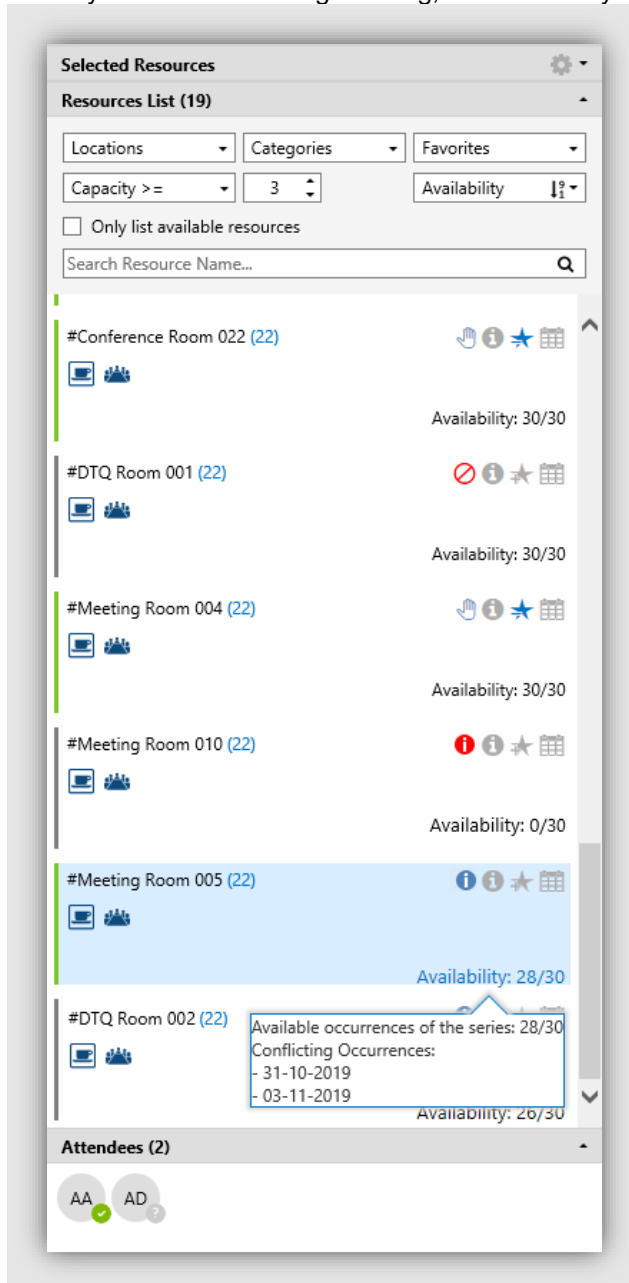 Selected Resources
Resources List (19)
Locations Categories Favorites
Capacity >= 3 Availability
Only list available resources
Search Resource Name...
#Conference Room 022 (22)
Availability: 30/30
#DTQ Room 001 (22)
Availability: 30/30
#Meeting Room 004 (22)
Availability: 30/30
#Meeting Room 010 (22)
Availability: 0/30
#Meeting Room 005 (22)
Availability: 28/30
#DTQ Room 002 (22)
Available occurrences of the series: 28/30
Conflicting Occurrences:
- 31-10-2019
- 03-11-2019
Availability: 26/30
Attendees (2)
AA AD